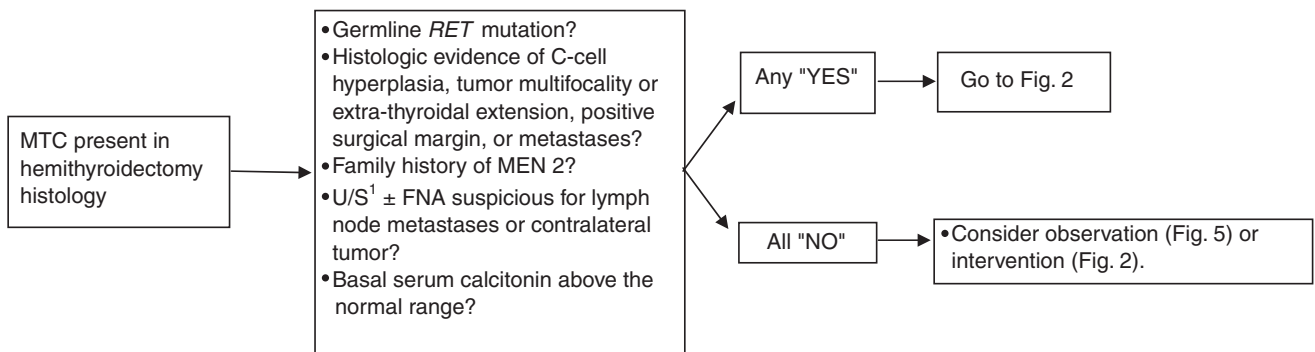 MTC present in
hemithyroidectomy
histology
•Germline RET mutation?
•Histologic evidence of C-cell
hyperplasia, tumor multifocality or
extra-thyroidal extension, positive
surgical margin, or metastases?
•Family history of MEN 2?
•U/S¹ ± FNA suspicious for lymph
node metastases or contralateral
tumor?
•Basal serum calcitonin above the
normal range?
Any "YES"
Go to Fig. 2
All "NO"
•Consider observation (Fig. 5) or
intervention (Fig. 2).